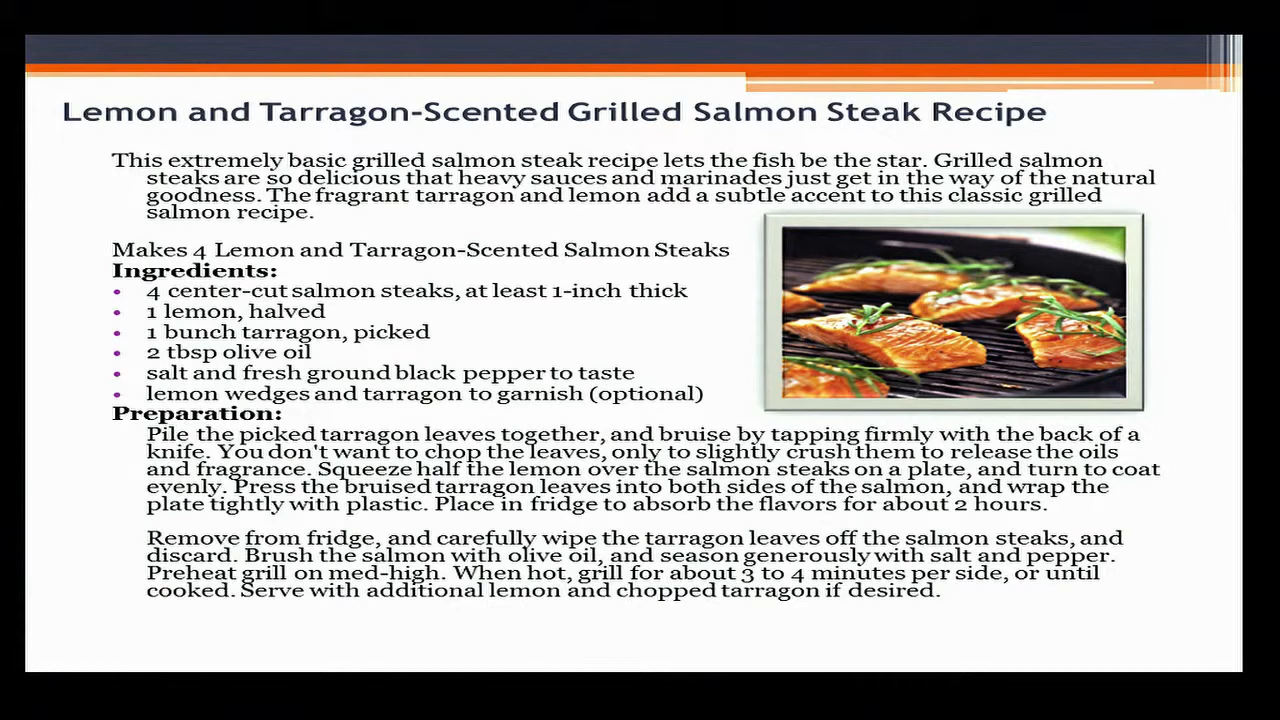 Lemon and Tarragon-Scented Grilled Salmon Steak Recipe
This extremely basic grilled salmon steak recipe lets the fish be the star. Grilled salmon
steaks are so delicious that heavy sauces and marinades just get in the way of the natural
goodness. The fragrant tarragon and lemon add a subtle accent to this classic grilled
salmon recipe.
Makes 4 Lemon and Tarragon-Scented Salmon Steaks
Ingredients:
• 4 center-cut salmon steaks, at least 1-inch thick
• 1 lemon, halved
• 1 bunch tarragon, picked
• 2 tbsp olive oil
• salt and fresh ground black pepper to taste
• lemon wedges and tarragon to garnish (optional)
Preparation:
Pile the picked tarragon leaves together, and bruise by tapping firmly with the back of a
knife. You don't want to chop the leaves, only to slightly crush them to release the oils
and fragrance. Squeeze half the lemon over the salmon steaks on a plate, and turn to coat
evenly. Press the bruised tarragon leaves into both sides of the salmon, and wrap the
plate tightly with plastic. Place in fridge to absorb the flavors for about 2 hours.
Remove from fridge, and carefully wipe the tarragon leaves off the salmon steaks, and
discard. Brush the salmon with olive oil, and season generously with salt and pepper.
Preheat grill on med-high. When hot, grill for about 3 to 4 minutes per side, or until
cooked. Serve with additional lemon and chopped tarragon if desired.